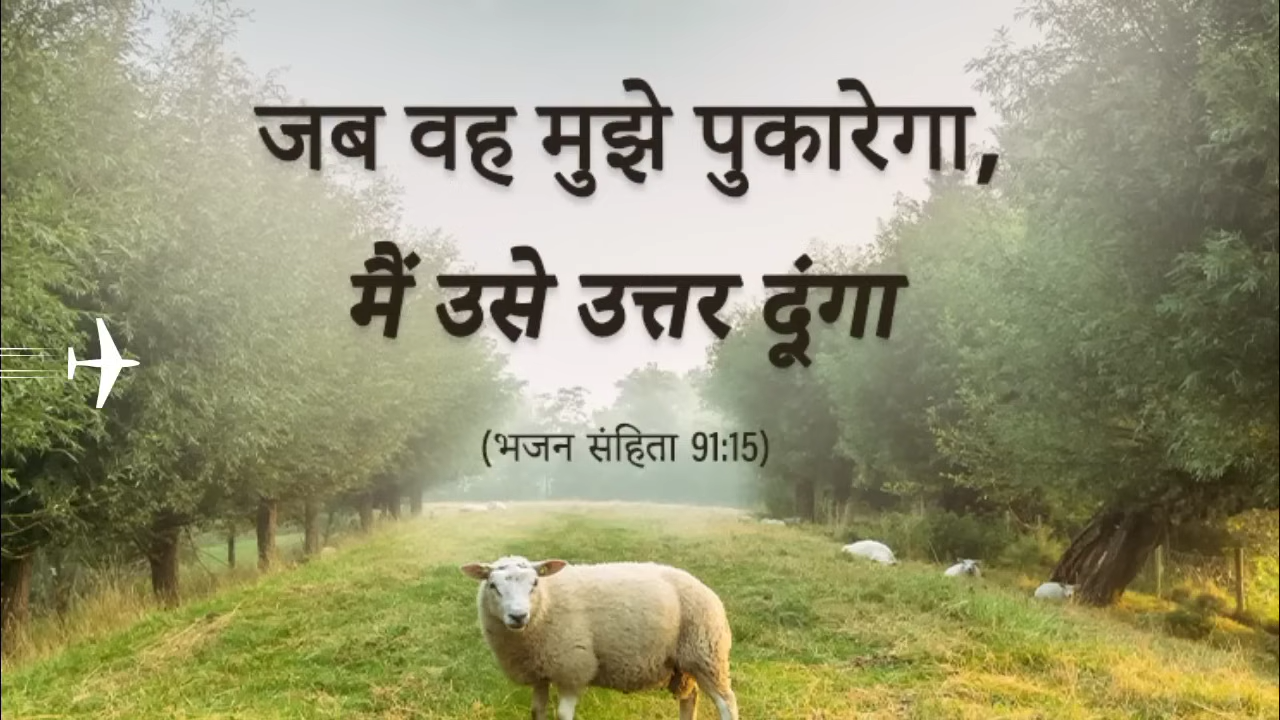 जब वह मुझे पुकारेगा,
मैं उसे उत्तर दूंगा
(भजन संहिता 91:15)